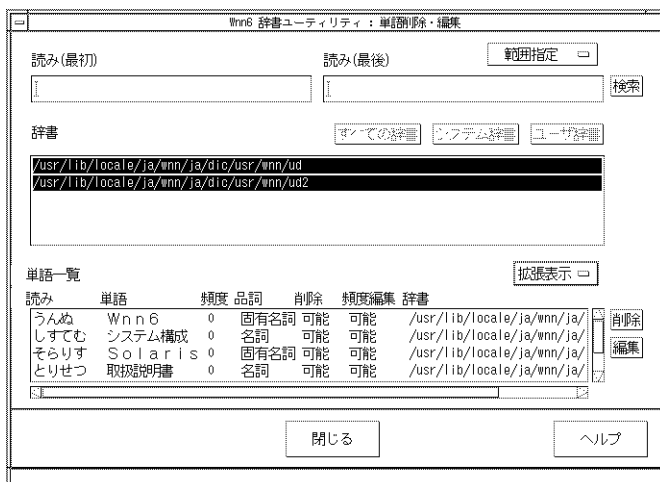 Wnn6 辞書ユーティリティ : 単語削除・編集
読み(最初) 読み(最後) 範囲指定
検索
辞書 すべての辞書 システム辞書 ユーザ辞書
/usr/lib/locale/ja/wnn/ja/dic/usr/wnn/ud
/usr/lib/locale/ja/wnn/ja/dic/usr/wnn/ud2
単語一覧 拡張表示
読み 単語 頻度 品詞 削除 頻度編集 辞書
うんぬ Wnn6 0 固有名詞 可能 可能 /usr/lib/locale/ja/wnn/ja/ 削除
しすてむ システム構成 0 名詞 可能 可能 /usr/lib/locale/ja/wnn/ja/
そらりす Solaris 0 固有名詞 可能 可能 /usr/lib/locale/ja/wnn/ja/ 編集
とりせつ 取扱説明書 0 名詞 可能 可能 /usr/lib/locale/ja/wnn/ja/
閉じる ヘルプ